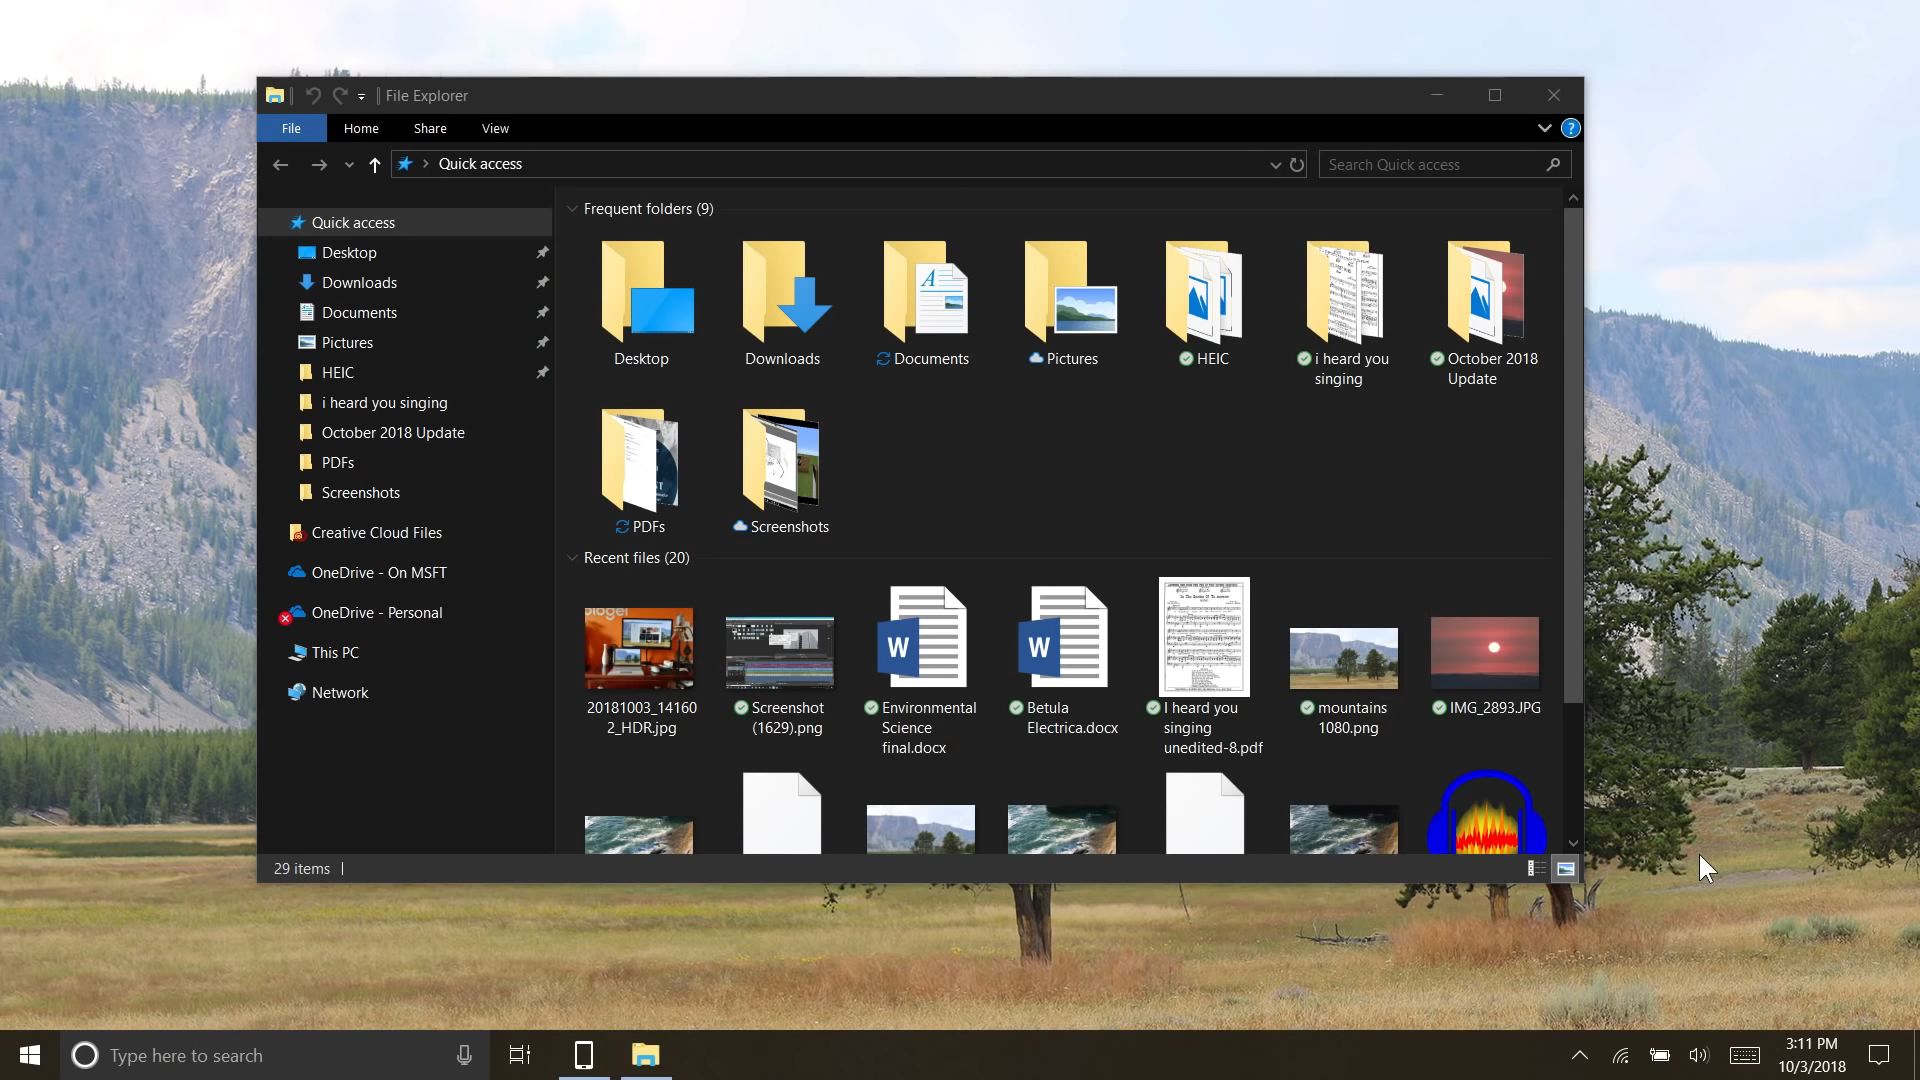 File Explorer
File
Home
Share
View
?
Quick access
Search Quick access
Quick access
Desktop
Downloads
Documents
Pictures
HEIC
i heard you singing
October 2018 Update
PDFs
Screenshots
Creative Cloud Files
OneDrive - On MSFT
OneDrive - Personal
This PC
Network
Frequent folders (9)
A
Desktop
Downloads
Documents
Pictures
HEIC
i heard you
singing
October 2018
Update
PDFs
Screenshots
Recent files (20)
W
W
20181003_14160
2_HDR.jpg
Screenshot
(1629).png
Environmental
Science
final.docx
Betula
Electrica.docx
I heard you
singing
unedited-8.pdf
mountains
1080.png
IMG_2893.JPG
29 items
Type here to search
3:11 PM
10/3/2018